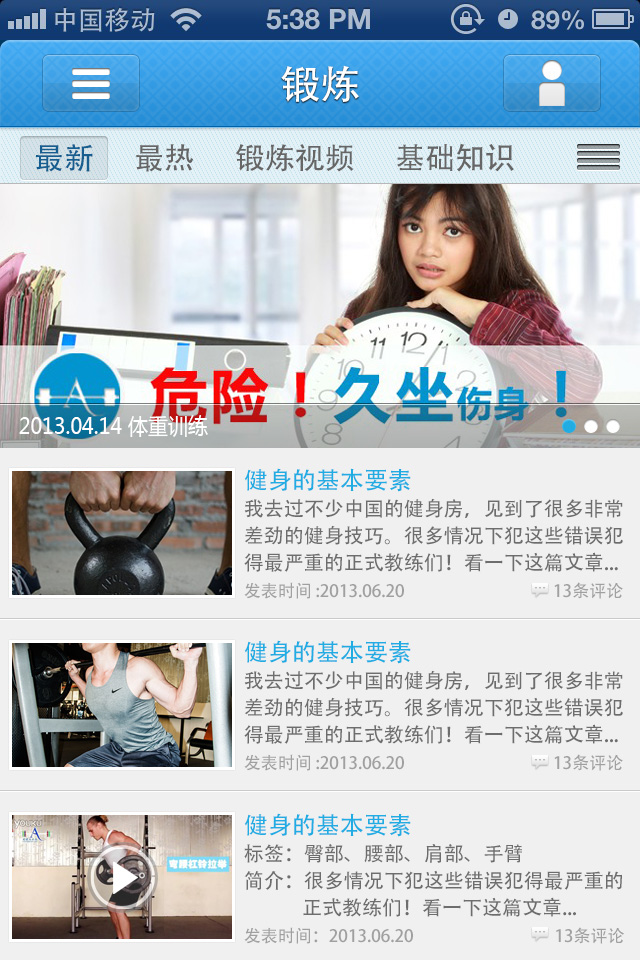 中国移动 5:38 PM 89%
锻炼
最新 最热 锻炼视频 基础知识
危险！久坐伤身！
A
2013.04.14 体重训练
健身的基本要素
我去过不少中国的健身房，见到了很多非常
差劲的健身技巧。很多情况下犯这些错误犯
得最严重的正式教练们！看一下这篇文章...
发表时间 :2013.06.20 13条评论
健身的基本要素
我去过不少中国的健身房，见到了很多非常
差劲的健身技巧。很多情况下犯这些错误犯
得最严重的正式教练们！看一下这篇文章...
发表时间 :2013.06.20 13条评论
YOUKU
A
弯腰杠铃拉举
健身的基本要素
标签：臀部、腰部、肩部、手臂
简介：很多情况下犯这些错误犯得最严重的
正式教练们！看一下这篇文章...
发表时间：2013.06.20 13条评论